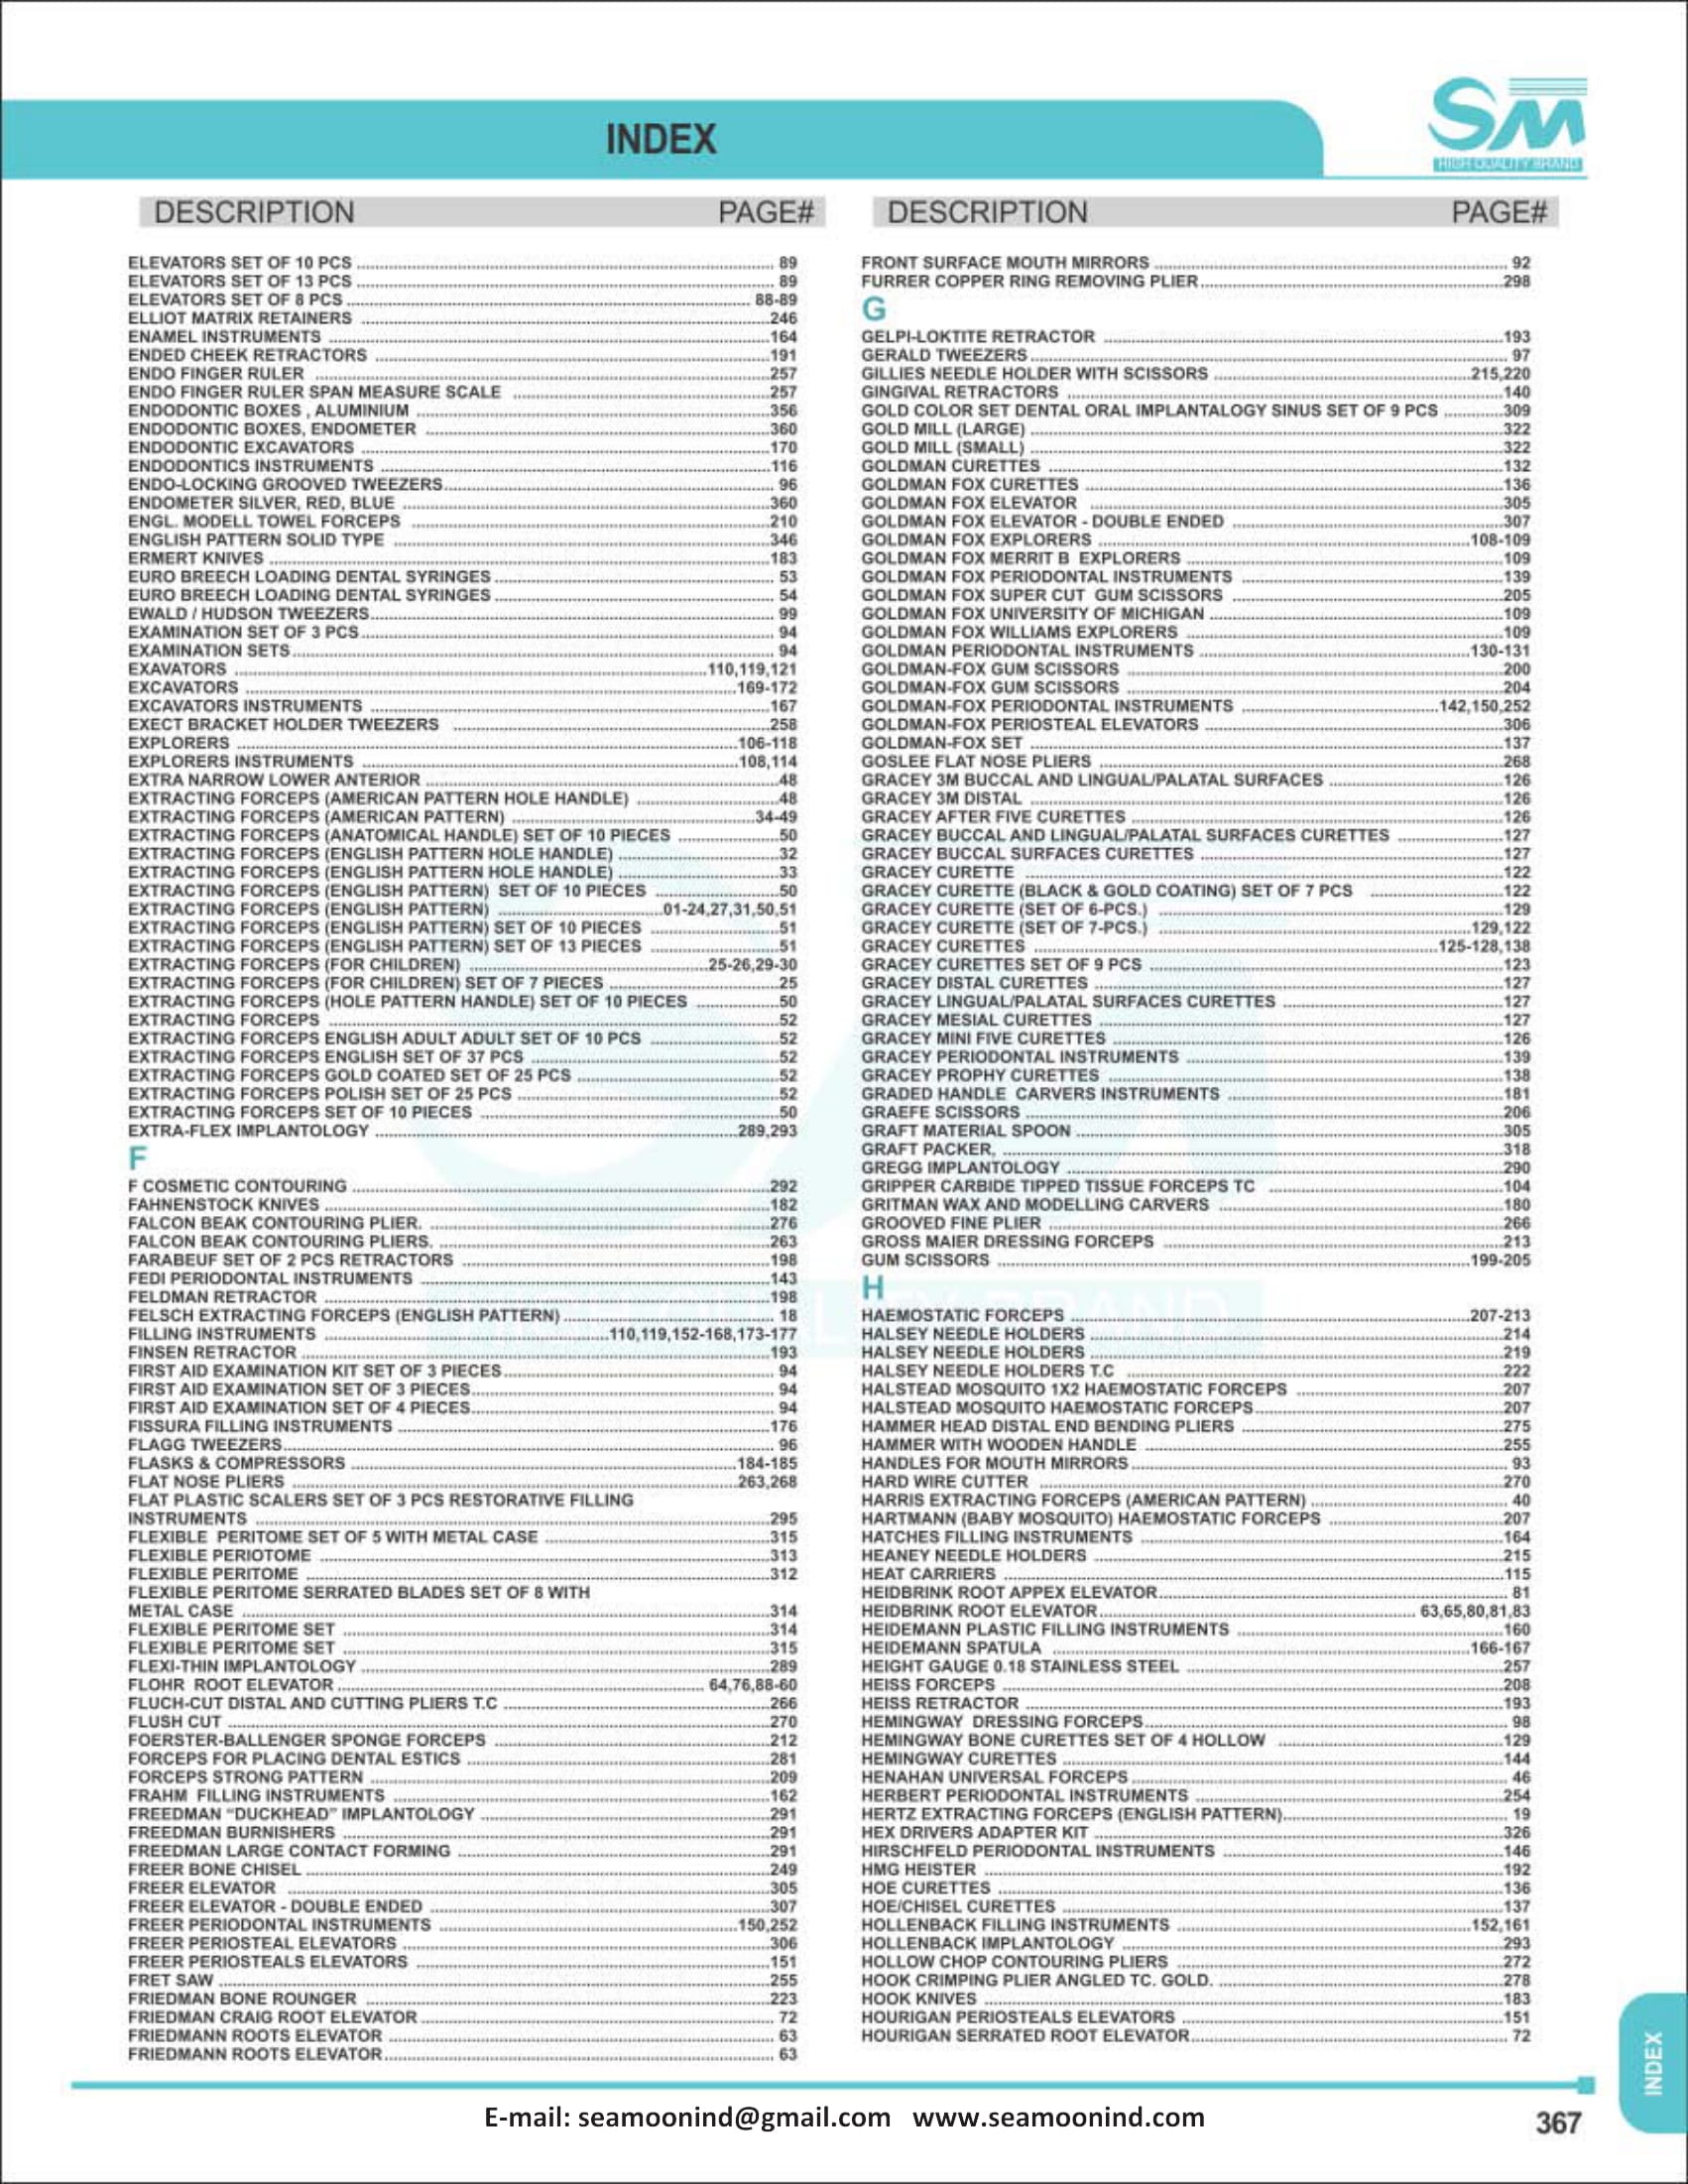 INDEX
SM
HIGH QUALITY BRAND
DESCRIPTION PAGE#
ELEVATORS SET OF 10 PCS 89
ELEVATORS SET OF 13 PCS 89
ELEVATORS SET OF 8 PCS 88-89
ELLIOT MATRIX RETAINERS 246
ENAMEL INSTRUMENTS 164
ENDED CHEEK RETRACTORS 191
ENDO FINGER RULER 257
ENDO FINGER RULER SPAN MEASURE SCALE 257
ENDODONTIC BOXES , ALUMINIUM 356
ENDODONTIC BOXES, ENDOMETER 360
ENDODONTIC EXCAVATORS 170
ENDODONTICS INSTRUMENTS 116
ENDO-LOCKING GROOVED TWEEZERS 96
ENDOMETER SILVER, RED, BLUE 360
ENGL. MODELL TOWEL FORCEPS 210
ENGLISH PATTERN SOLID TYPE 346
ERMERT KNIVES 183
EURO BREECH LOADING DENTAL SYRINGES 53
EURO BREECH LOADING DENTAL SYRINGES 54
EWALD / HUDSON TWEEZERS 99
EXAMINATION SET OF 3 PCS 94
EXAMINATION SETS 94
EXAVATORS 110,119,121
EXCAVATORS 169-172
EXCAVATORS INSTRUMENTS 167
EXECT BRACKET HOLDER TWEEZERS 258
EXPLORERS 106-118
EXPLORERS INSTRUMENTS 108,114
EXTRA NARROW LOWER ANTERIOR 48
EXTRACTING FORCEPS (AMERICAN PATTERN HOLE HANDLE) 48
EXTRACTING FORCEPS (AMERICAN PATTERN) 34-49
EXTRACTING FORCEPS (ANATOMICAL HANDLE) SET OF 10 PIECES 50
EXTRACTING FORCEPS (ENGLISH PATTERN HOLE HANDLE) 32
EXTRACTING FORCEPS (ENGLISH PATTERN HOLE HANDLE) 33
EXTRACTING FORCEPS (ENGLISH PATTERN) SET OF 10 PIECES 50
EXTRACTING FORCEPS (ENGLISH PATTERN) 01-24,27,31,50,51
EXTRACTING FORCEPS (ENGLISH PATTERN) SET OF 10 PIECES 51
EXTRACTING FORCEPS (ENGLISH PATTERN) SET OF 13 PIECES 51
EXTRACTING FORCEPS (FOR CHILDREN) 25-26,29-30
EXTRACTING FORCEPS (FOR CHILDREN) SET OF 7 PIECES 25
EXTRACTING FORCEPS (HOLE PATTERN HANDLE) SET OF 10 PIECES 50
EXTRACTING FORCEPS 52
EXTRACTING FORCEPS ENGLISH ADULT ADULT SET OF 10 PCS 52
EXTRACTING FORCEPS ENGLISH SET OF 37 PCS 52
EXTRACTING FORCEPS GOLD COATED SET OF 25 PCS 52
EXTRACTING FORCEPS POLISH SET OF 25 PCS 52
EXTRACTING FORCEPS SET OF 10 PIECES 50
EXTRA-FLEX IMPLANTOLOGY 289,293
F
F COSMETIC CONTOURING 292
FAHNENSTOCK KNIVES 182
FALCON BEAK CONTOURING PLIER. 276
FALCON BEAK CONTOURING PLIERS. 263
FARABEUF SET OF 2 PCS RETRACTORS 198
FEDI PERIODONTAL INSTRUMENTS 143
FELDMAN RETRACTOR 198
FELSCH EXTRACTING FORCEPS (ENGLISH PATTERN) 18
FILLING INSTRUMENTS 110,119,152-168,173-177
FINSEN RETRACTOR 193
FIRST AID EXAMINATION KIT SET OF 3 PIECES 94
FIRST AID EXAMINATION SET OF 3 PIECES 94
FIRST AID EXAMINATION SET OF 4 PIECES 94
FISSURA FILLING INSTRUMENTS 176
FLAGG TWEEZERS 96
FLASKS & COMPRESSORS 184-185
FLAT NOSE PLIERS 263,268
FLAT PLASTIC SCALERS SET OF 3 PCS RESTORATIVE FILLING
INSTRUMENTS 295
FLEXIBLE PERITOME SET OF 5 WITH METAL CASE 315
FLEXIBLE PERIOTOME 313
FLEXIBLE PERITOME 312
FLEXIBLE PERITOME SERRATED BLADES SET OF 8 WITH
METAL CASE 314
FLEXIBLE PERITOME SET 314
FLEXIBLE PERITOME SET 315
FLEXI-THIN IMPLANTOLOGY 289
FLOHR ROOT ELEVATOR 64,76,88-60
FLUCH-CUT DISTAL AND CUTTING PLIERS T.C 266
FLUSH CUT 270
FOERSTER-BALLENGER SPONGE FORCEPS 212
FORCEPS FOR PLACING DENTAL ESTICS 281
FORCEPS STRONG PATTERN 209
FRAHM FILLING INSTRUMENTS 162
FREEDMAN “DUCKHEAD” IMPLANTOLOGY 291
FREEDMAN BURNISHERS 291
FREEDMAN LARGE CONTACT FORMING 291
FREER BONE CHISEL 249
FREER ELEVATOR 305
FREER ELEVATOR - DOUBLE ENDED 307
FREER PERIODONTAL INSTRUMENTS 150,252
FREER PERIOSTEAL ELEVATORS 306
FREER PERIOSTEALS ELEVATORS 151
FRET SAW 255
FRIEDMAN BONE ROUNGER 223
FRIEDMAN CRAIG ROOT ELEVATOR 72
FRIEDMANN ROOTS ELEVATOR 63
FRIEDMANN ROOTS ELEVATOR 63
DESCRIPTION PAGE#
FRONT SURFACE MOUTH MIRRORS 92
FURRER COPPER RING REMOVING PLIER 298
G
GELPI-LOKTITE RETRACTOR 193
GERALD TWEEZERS 97
GILLIES NEEDLE HOLDER WITH SCISSORS 215,220
GINGIVAL RETRACTORS 140
GOLD COLOR SET DENTAL ORAL IMPLANTALOGY SINUS SET OF 9 PCS 309
GOLD MILL (LARGE) 322
GOLD MILL (SMALL) 322
GOLDMAN CURETTES 132
GOLDMAN FOX CURETTES 136
GOLDMAN FOX ELEVATOR 305
GOLDMAN FOX ELEVATOR - DOUBLE ENDED 307
GOLDMAN FOX EXPLORERS 108-109
GOLDMAN FOX MERRIT B EXPLORERS 109
GOLDMAN FOX PERIODONTAL INSTRUMENTS 139
GOLDMAN FOX SUPER CUT GUM SCISSORS 205
GOLDMAN FOX UNIVERSITY OF MICHIGAN 109
GOLDMAN FOX WILLIAMS EXPLORERS 109
GOLDMAN PERIODONTAL INSTRUMENTS 130-131
GOLDMAN-FOX GUM SCISSORS 200
GOLDMAN-FOX GUM SCISSORS 204
GOLDMAN-FOX PERIODONTAL INSTRUMENTS 142,150,252
GOLDMAN-FOX PERIOSTEAL ELEVATORS 306
GOLDMAN-FOX SET 137
GOSLEE FLAT NOSE PLIERS 268
GRACEY 3M BUCCAL AND LINGUAL/PALATAL SURFACES 126
GRACEY 3M DISTAL 126
GRACEY AFTER FIVE CURETTES 126
GRACEY BUCCAL AND LINGUAL/PALATAL SURFACES CURETTES 127
GRACEY BUCCAL SURFACES CURETTES 127
GRACEY CURETTE 122
GRACEY CURETTE (BLACK & GOLD COATING) SET OF 7 PCS 122
GRACEY CURETTE (SET OF 6-PCS.) 129
GRACEY CURETTE (SET OF 7-PCS.) 129,122
GRACEY CURETTES 125-128,138
GRACEY CURETTES SET OF 9 PCS 123
GRACEY DISTAL CURETTES 127
GRACEY LINGUAL/PALATAL SURFACES CURETTES 127
GRACEY MESIAL CURETTES 127
GRACEY MINI FIVE CURETTES 126
GRACEY PERIODONTAL INSTRUMENTS 139
GRACEY PROPHY CURETTES 138
GRADED HANDLE CARVERS INSTRUMENTS 181
GRAEFE SCISSORS 206
GRAFT MATERIAL SPOON 305
GRAFT PACKER, 318
GREGG IMPLANTOLOGY 290
GRIPPER CARBIDE TIPPED TISSUE FORCEPS TC 104
GRITMAN WAX AND MODELLING CARVERS 180
GROOVED FINE PLIER 266
GROSS MAIER DRESSING FORCEPS 213
GUM SCISSORS 199-205
H
HAEMOSTATIC FORCEPS 207-213
HALSEY NEEDLE HOLDERS 214
HALSEY NEEDLE HOLDERS 219
HALSEY NEEDLE HOLDERS T.C 222
HALSTEAD MOSQUITO 1X2 HAEMOSTATIC FORCEPS 207
HALSTEAD MOSQUITO HAEMOSTATIC FORCEPS 207
HAMMER HEAD DISTAL END BENDING PLIERS 275
HAMMER WITH WOODEN HANDLE 255
HANDLES FOR MOUTH MIRRORS 93
HARD WIRE CUTTER 270
HARRIS EXTRACTING FORCEPS (AMERICAN PATTERN) 40
HARTMANN (BABY MOSQUITO) HAEMOSTATIC FORCEPS 207
HATCHES FILLING INSTRUMENTS 164
HEANEY NEEDLE HOLDERS 215
HEAT CARRIERS 115
HEIDBRINK ROOT APPEX ELEVATOR 81
HEIDBRINK ROOT ELEVATOR 63,65,80,81,83
HEIDEMANN PLASTIC FILLING INSTRUMENTS 160
HEIDEMANN SPATULA 166-167
HEIGHT GAUGE 0.18 STAINLESS STEEL 257
HEISS FORCEPS 208
HEISS RETRACTOR 193
HEMINGWAY DRESSING FORCEPS 98
HEMINGWAY BONE CURETTES SET OF 4 HOLLOW 129
HEMINGWAY CURETTES 144
HENAHAN UNIVERSAL FORCEPS 46
HERBERT PERIODONTAL INSTRUMENTS 254
HERTZ EXTRACTING FORCEPS (ENGLISH PATTERN) 19
HEX DRIVERS ADAPTER KIT 326
HIRSCHFELD PERIODONTAL INSTRUMENTS 146
HMG HEISTER 192
HOE CURETTES 136
HOE/CHISEL CURETTES 137
HOLLENBACK FILLING INSTRUMENTS 152,161
HOLLENBACK IMPLANTOLOGY 293
HOLLOW CHOP CONTOURING PLIERS 272
HOOK CRIMPING PLIER ANGLED TC. GOLD. 278
HOOK KNIVES 183
HOURIGAN PERIOSTEALS ELEVATORS 151
HOURIGAN SERRATED ROOT ELEVATOR 72
INDEX
E-mail: seamoonind@gmail.com www.seamoonind.com
367